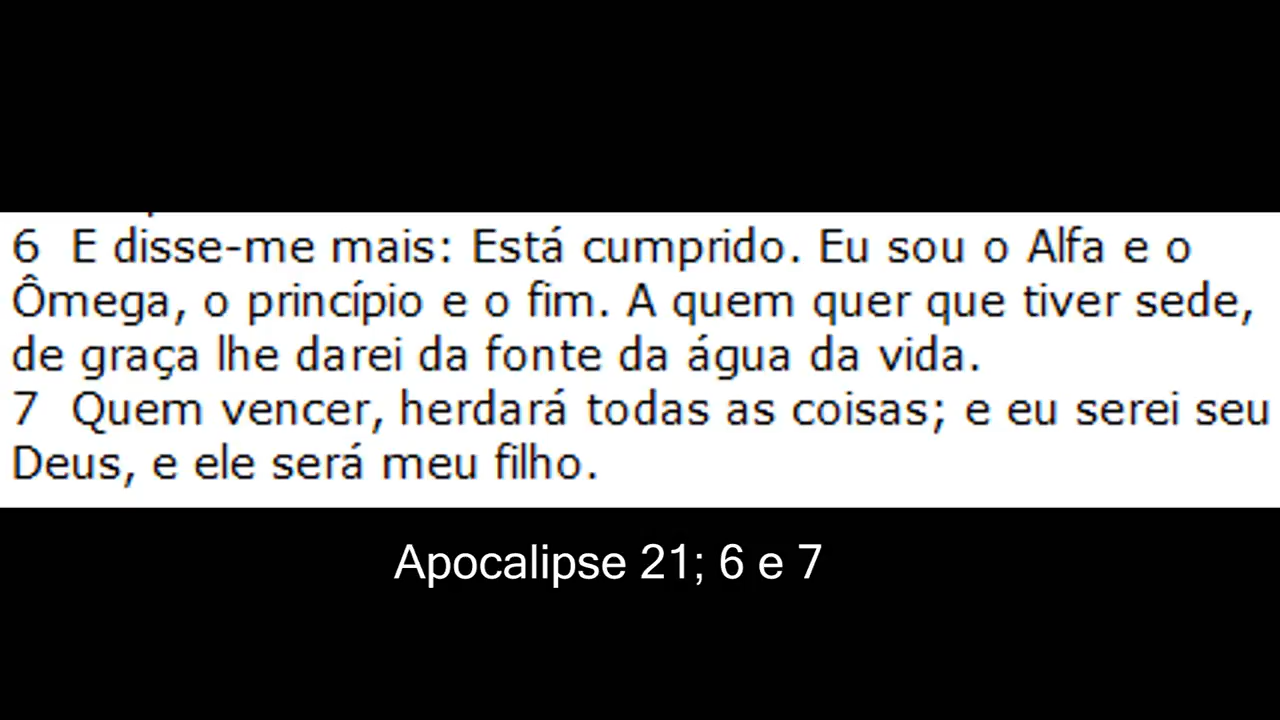 6 E disse-me mais: Está cumprido. Eu sou o Alfa e o
Ômega, o princípio e o fim. A quem quer que tiver sede,
de graça lhe darei da fonte da água da vida.
7 Quem vencer, herdará todas as coisas; e eu serei seu
Deus, e ele será meu filho.
Apocalipse 21; 6 e 7